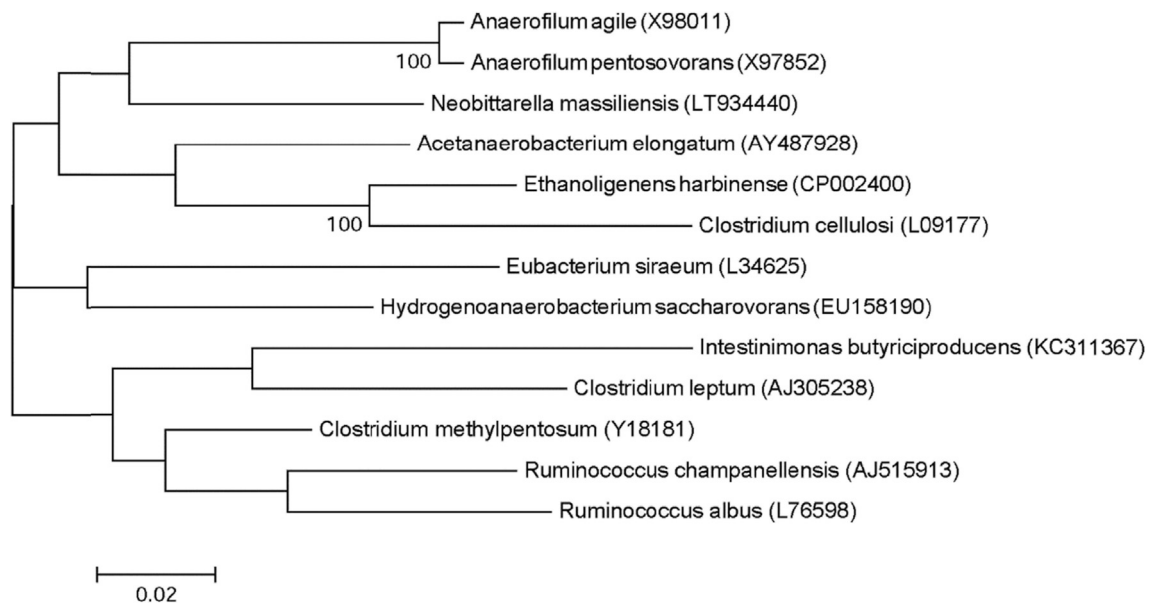 Anaerofilum agile (X98011)
100
Anaerofilum pentosovorans (X97852)
Neobittarella massiliensis (LT934440)
Acetanaerobacterium elongatum (AY487928)
Ethanoligenens harbinense (CP002400)
100
Clostridium cellulosi (L09177)
Eubacterium siraeum (L34625)
Hydrogenoanaerobacterium saccharovorans (EU158190)
Intestinimonas butyriciproducens (KC311367)
Clostridium leptum (AJ305238)
Clostridium methylpentosum (Y18181)
Ruminococcus champanellensis (AJ515913)
Ruminococcus albus (L76598)
0.02